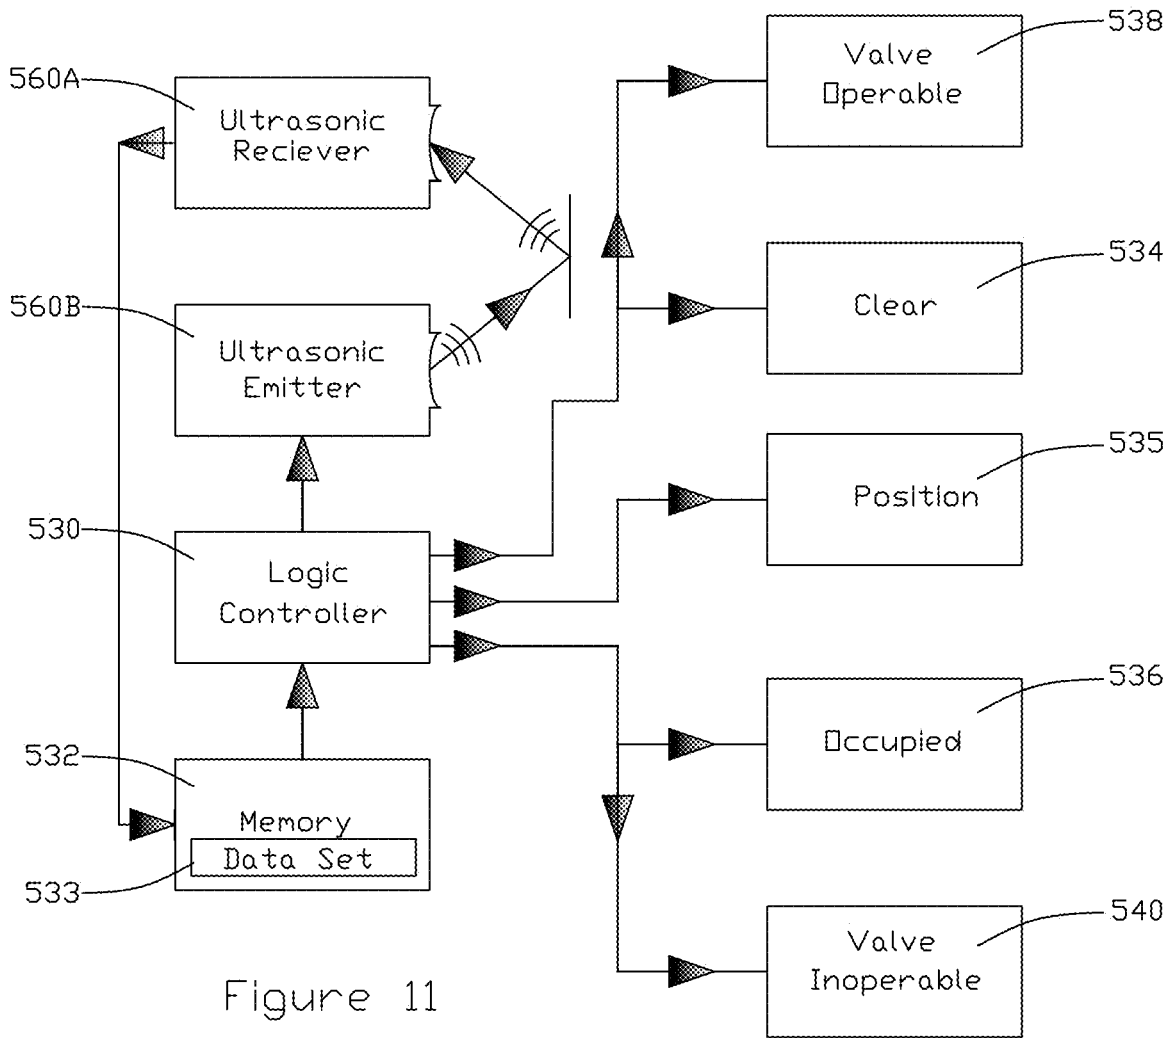 538
Valve
Operable
560A
Ultrasonic
Reciever
534
Clear
560B
Ultrasonic
Emitter
535
Position
530
Logic
Controller
536
Occupied
532
Memory
Data Set
533
540
Valve
Inoperable
Figure 11